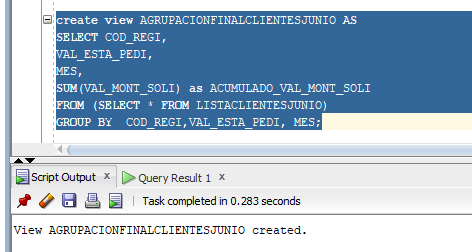 create view AGRUPACIONFINALCLIENTESJUNIO AS
SELECT COD_REGI,
VAL_ESTA_PEDI,
MES,
SUM(VAL_MONT_SOLI) as ACUMULADO_VAL_MONT_SOLI
FROM (SELECT * FROM LISTACLIENTESJUNIO)
GROUP BY  COD_REGI,VAL_ESTA_PEDI, MES;
Script Output x Query Result 1 x
Task completed in 0.283 seconds
View AGRUPACIONFINALCLIENTESJUNIO created.